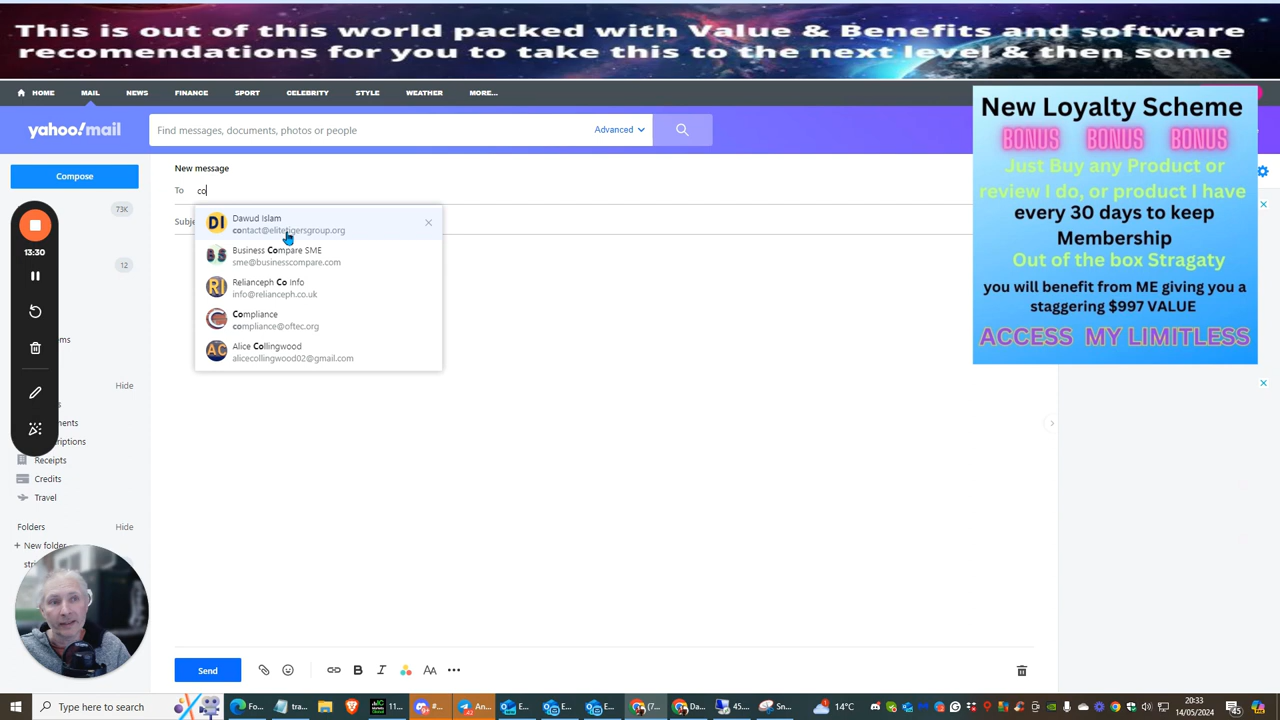 This is out of this world packed with Value & Benefits and software
recomendations for you to take this to the next level & then some
HOME
MAIL
NEWS
FINANCE
SPORT
CELEBRITY
STYLE
WEATHER
MORE...
yahoo!mail
Find messages, documents, photos or people
Advanced
New Loyalty Scheme
BONUS BONUS BONUS
Just Buy any Product or
review I do, or product I have
every 30 days to keep
Membership
Out of the box Stragaty
you will benefit from ME giving you a
staggering $997 VALUE
ACCESS MY LIMITLESS
Compose
New message
To co
Subje
73K
12
13:30
Dawud Islam
contact@elitetigersgroup.org
Business Compare SME
sme@businesscompare.com
Relianceph Co Info
info@relianceph.co.uk
Compliance
compliance@oftec.org
Alice Collingwood
alicecollingwood02@gmail.com
DI
RI
AC
Hide
Receipts
Credits
Travel
Folders
Hide
+ New folder
Send
Type here to search
14°C
20:33
14/05/2024
45